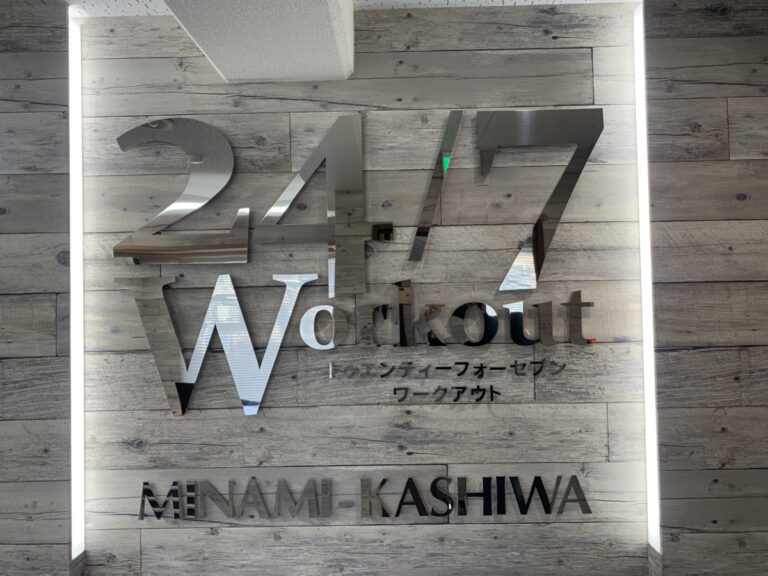 24/7
Workout
トゥエンティーフォーセブン
ワークアウト
MINAMI-KASHIWA